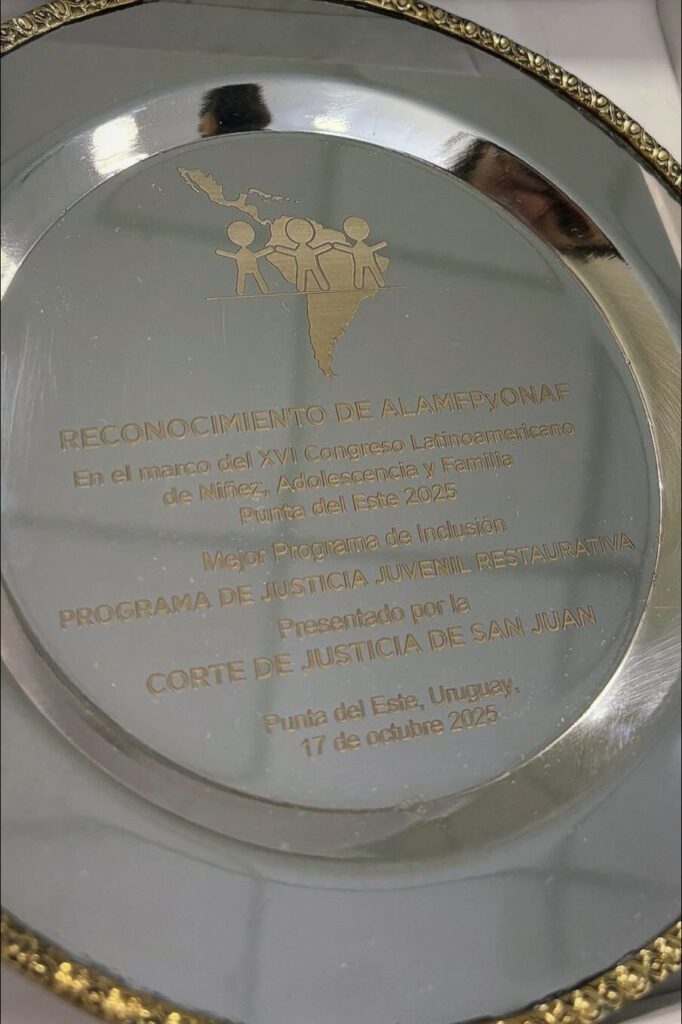 RECONOCIMIENTO DE ALAMFPyONAF
En el marco del XVI Congreso Latinoamericano
de Niñez, Adolescencia y Familia
Punta del Este 2025
Mejor Programa de Inclusión
PROGRAMA DE JUSTICIA JUVENIL RESTAURATIVA
Presentado por la
CORTE DE JUSTICIA DE SAN JUAN
Punta del Este, Uruguay,
17 de octubre 2025